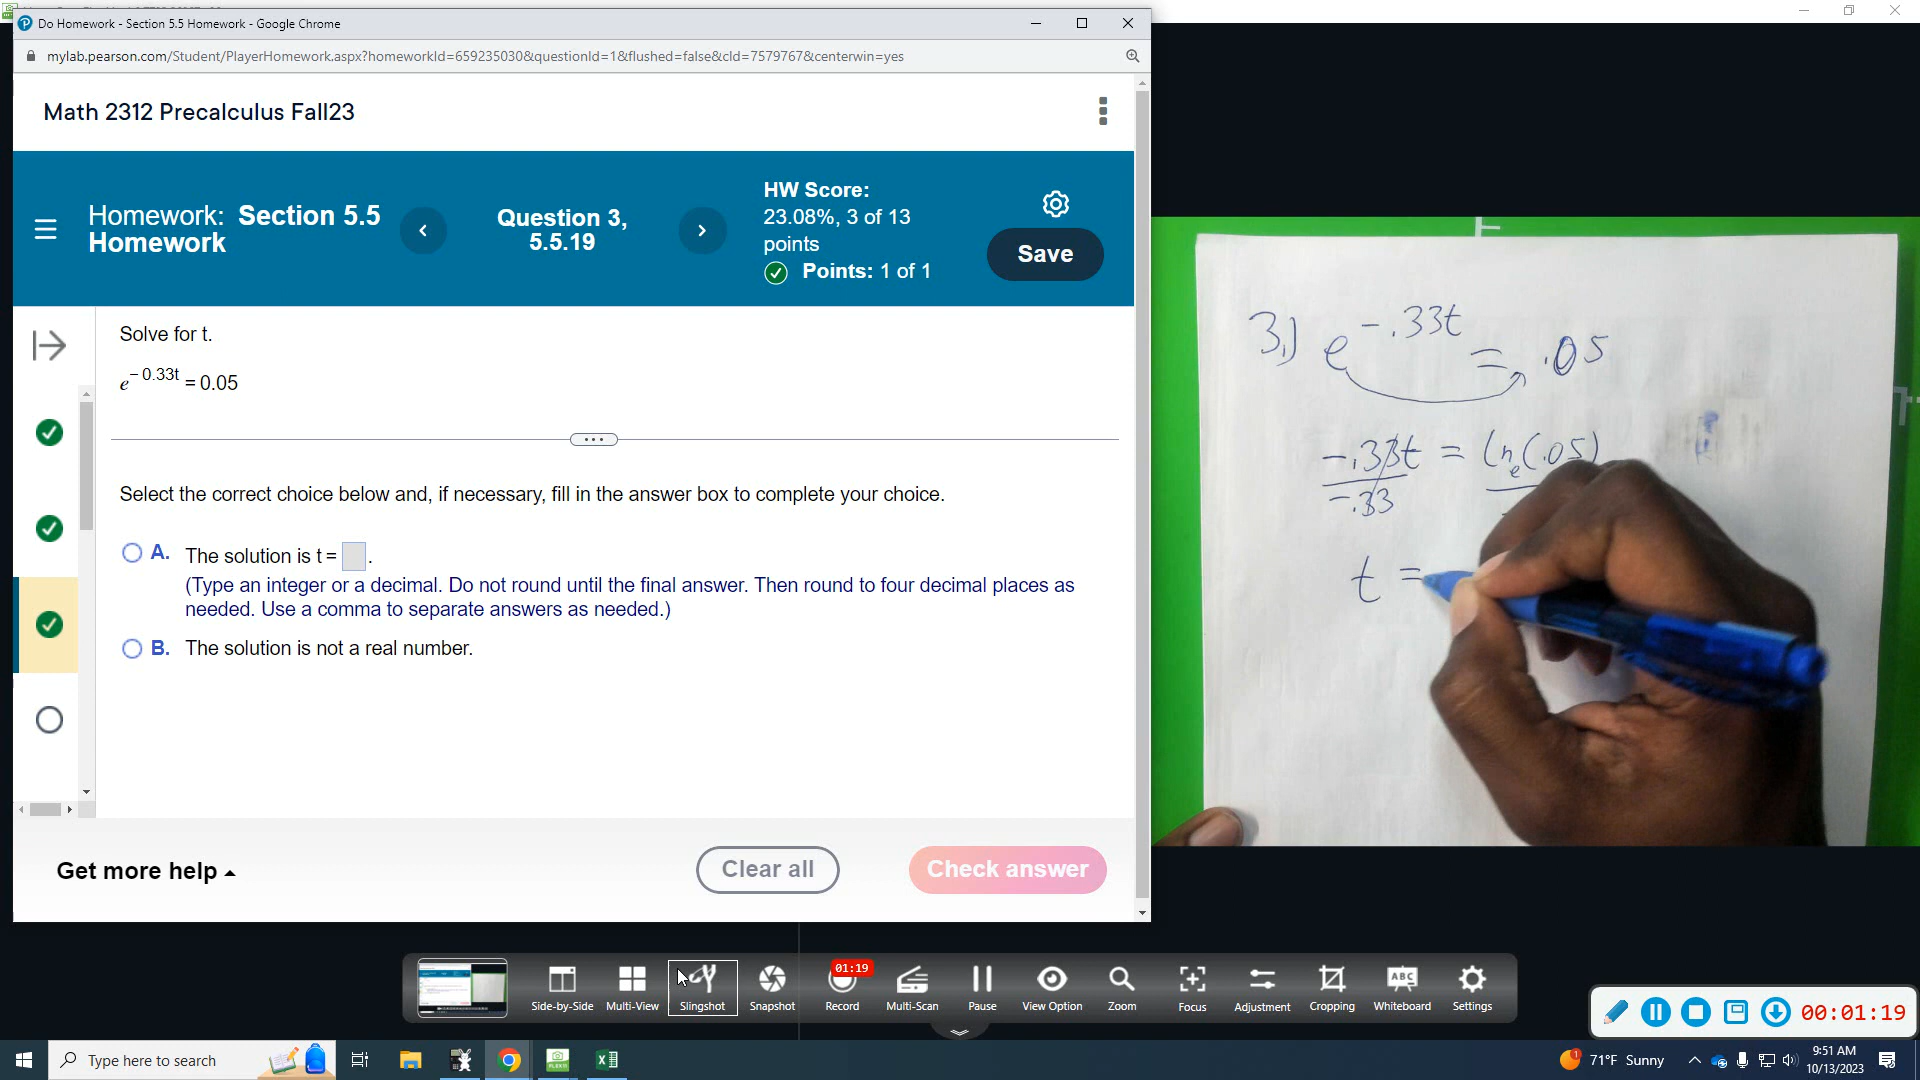 Do Homework - Section 5.5 Homework - Google Chrome
mylab.pearson.com/Student/PlayerHomework.aspx?homeworkId=659235030&questionId=1&flushed=false&cId=7579767&centerwin=yes
Math 2312 Precalculus Fall23
Homework: Section 5.5 Homework
Question 3, 5.5.19
HW Score: 23.08%, 3 of 13 points
Points: 1 of 1
Save
Solve for t.
e^{-0.33t} = 0.05
Select the correct choice below and, if necessary, fill in the answer box to complete your choice.
A. The solution is t = .
(Type an integer or a decimal. Do not round until the final answer. Then round to four decimal places as
needed. Use a comma to separate answers as needed.)
B. The solution is not a real number.
Get more help
Clear all
Check answer
3.) e^{-.33t} = .05
-.33t = ln_e(.05)
-.33
t =
01:19
Side-by-Side
Multi-View
Slingshot
Snapshot
Record
Multi-Scan
Pause
View Option
Zoom
Focus
Adjustment
Cropping
ABC
Whiteboard
Settings
00:01:19
Type here to search
71°F Sunny
9:51 AM
10/13/2023